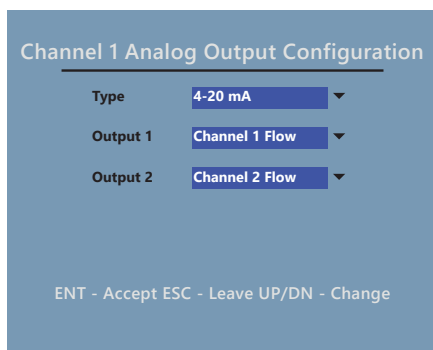 Channel 1 Analog Output Configuration
Type 4-20 mA
Output 1 Channel 1 Flow
Output 2 Channel 2 Flow
ENT - Accept ESC - Leave UP/DN - Change